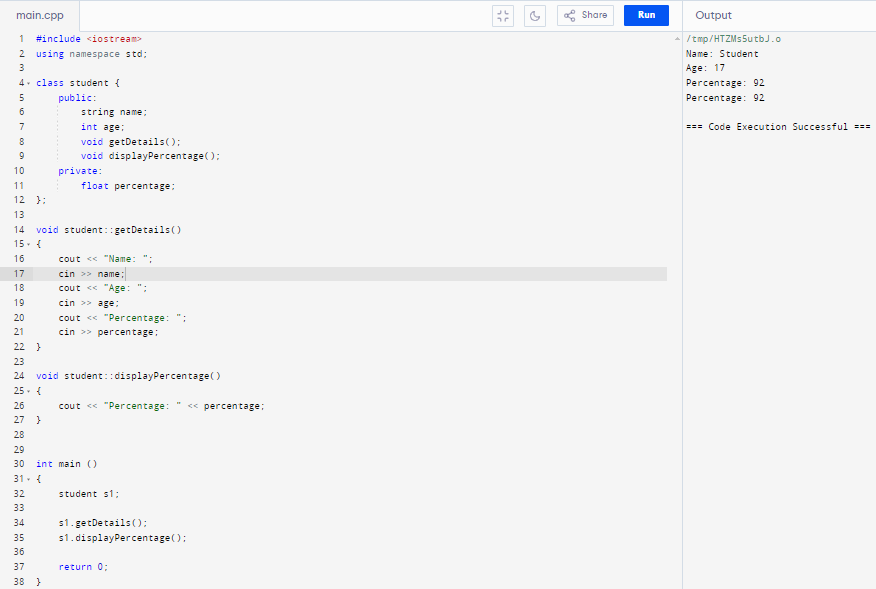 main.cpp
Share
Run
Output
1 #include <iostream>
2 using namespace std;
3
4 class student {
5     public:
6         string name;
7         int age;
8         void getDetails();
9         void displayPercentage();
10     private:
11         float percentage;
12 };
13
14 void student::getDetails()
15 {
16     cout << "Name: ";
17     cin >> name;
18     cout << "Age: ";
19     cin >> age;
20     cout << "Percentage: ";
21     cin >> percentage;
22 }
23
24 void student::displayPercentage()
25 {
26     cout << "Percentage: " << percentage;
27 }
28
29
30 int main ()
31 {
32     student s1;
33
34     s1.getDetails();
35     s1.displayPercentage();
36
37     return 0;
38 }
/tmp/HTZMs5utbJ.o
Name: Student
Age: 17
Percentage: 92
Percentage: 92
=== Code Execution Successful ===